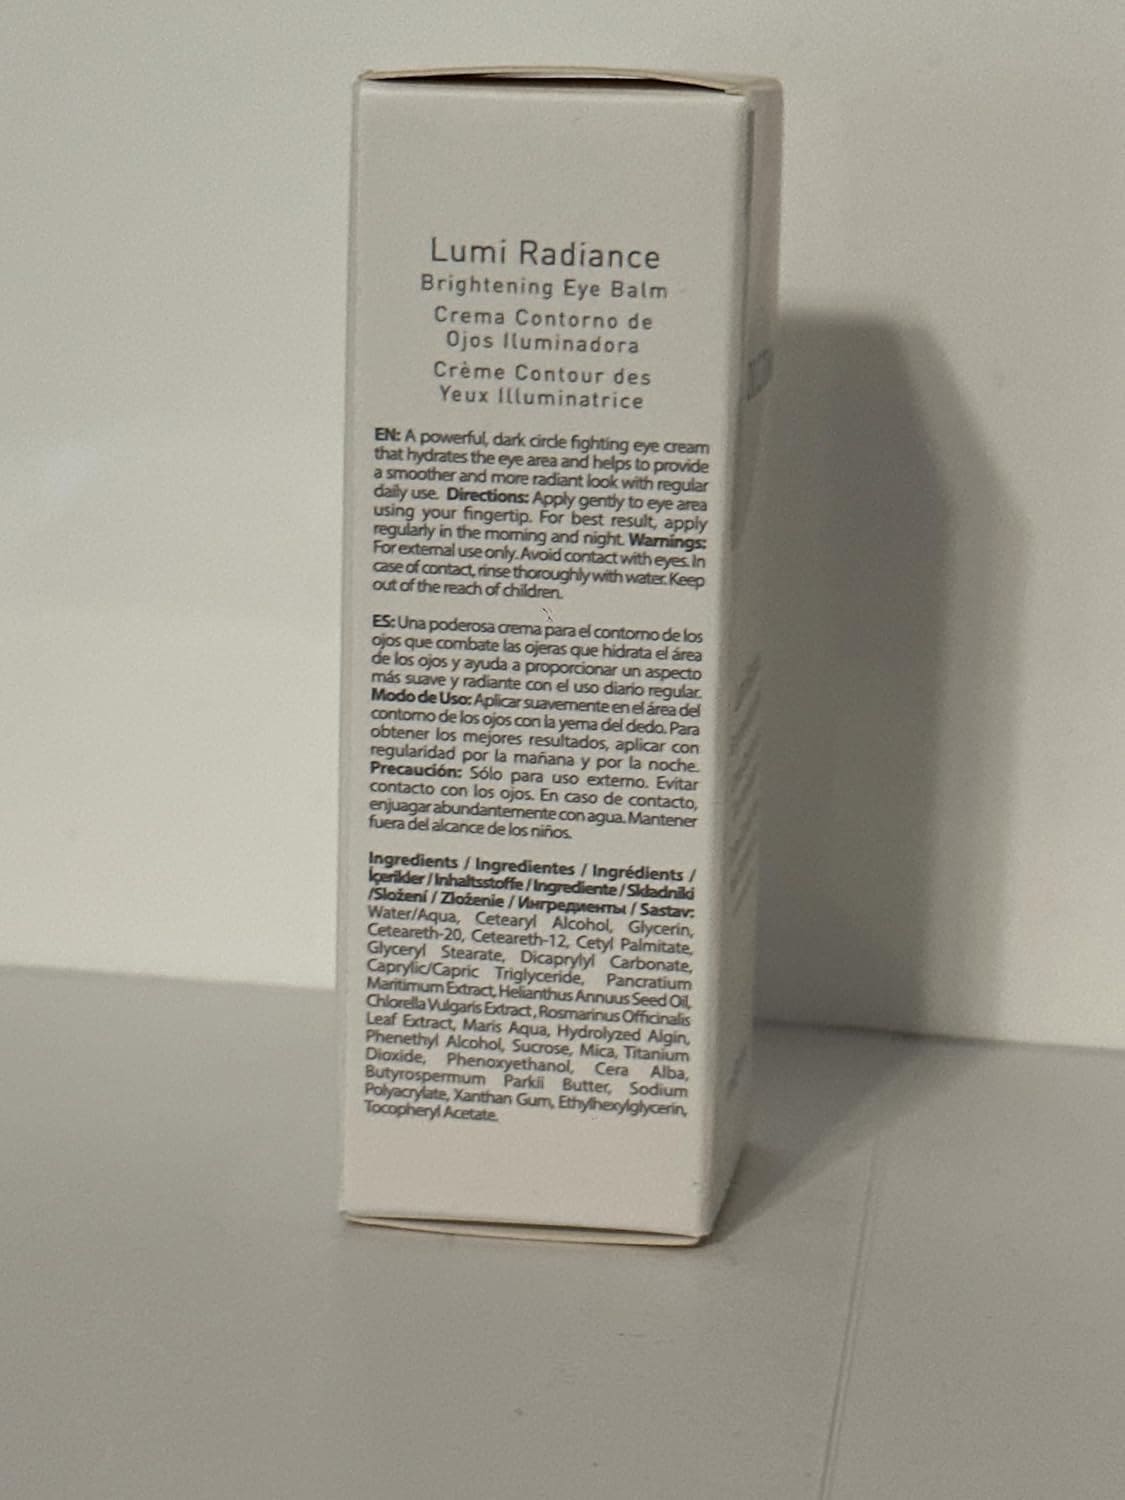 Lumi Radiance
Brightening Eye Balm
Crema Contorno de
Ojos Iluminadora
Crème Contour des
Yeux Illuminatrice
EN: A powerful, dark circle fighting eye cream
that hydrates the eye area and helps to provide
a smoother and more radiant look with regular
daily use. Directions: Apply gently to eye area
using your fingertip. For best result, apply
regularly in the morning and night. Warnings:
For external use only. Avoid contact with eyes. In
case of contact, rinse thoroughly with water. Keep
out of the reach of children.
ES: Una poderosa crema para el contorno de los
ojos que combate las ojeras que hidrata el área
de los ojos y ayuda a proporcionar un aspecto
más suave y radiante con el uso diario regular.
Modo de Uso: Aplicar suavemente en el área del
contorno de los ojos con la yema del dedo. Para
obtener los mejores resultados, aplicar con
regularidad por la mañana y por la noche.
Precaución: Sólo para uso externo. Evitar
contacto con los ojos. En caso de contacto,
enjuagar abundantemente con agua. Mantener
fuera del alcance de los niños.
Ingredients / Ingredientes / Ingrédients /
İçerikler / Inhaltsstoffe / Ingrediente / Składniki
/Složení / Zloženie / Ингредиенты / Sastav:
Water/Aqua, Cetearyl Alcohol, Glycerin,
Ceteareth-20, Ceteareth-12, Cetyl Palmitate,
Glyceryl Stearate, Dicaprylyl Carbonate,
Caprylic/Capric Triglyceride, Pancratium
Maritimum Extract, Helianthus Annuus Seed Oil,
Chlorella Vulgaris Extract, Rosmarinus Officinalis
Leaf Extract, Maris Aqua, Hydrolyzed Algin,
Phenethyl Alcohol, Sucrose, Mica, Titanium
Dioxide, Phenoxyethanol, Cera Alba,
Butyrospermum Parkii Butter, Sodium
Polyacrylate, Xanthan Gum, Ethylhexylglycerin,
Tocopheryl Acetate.